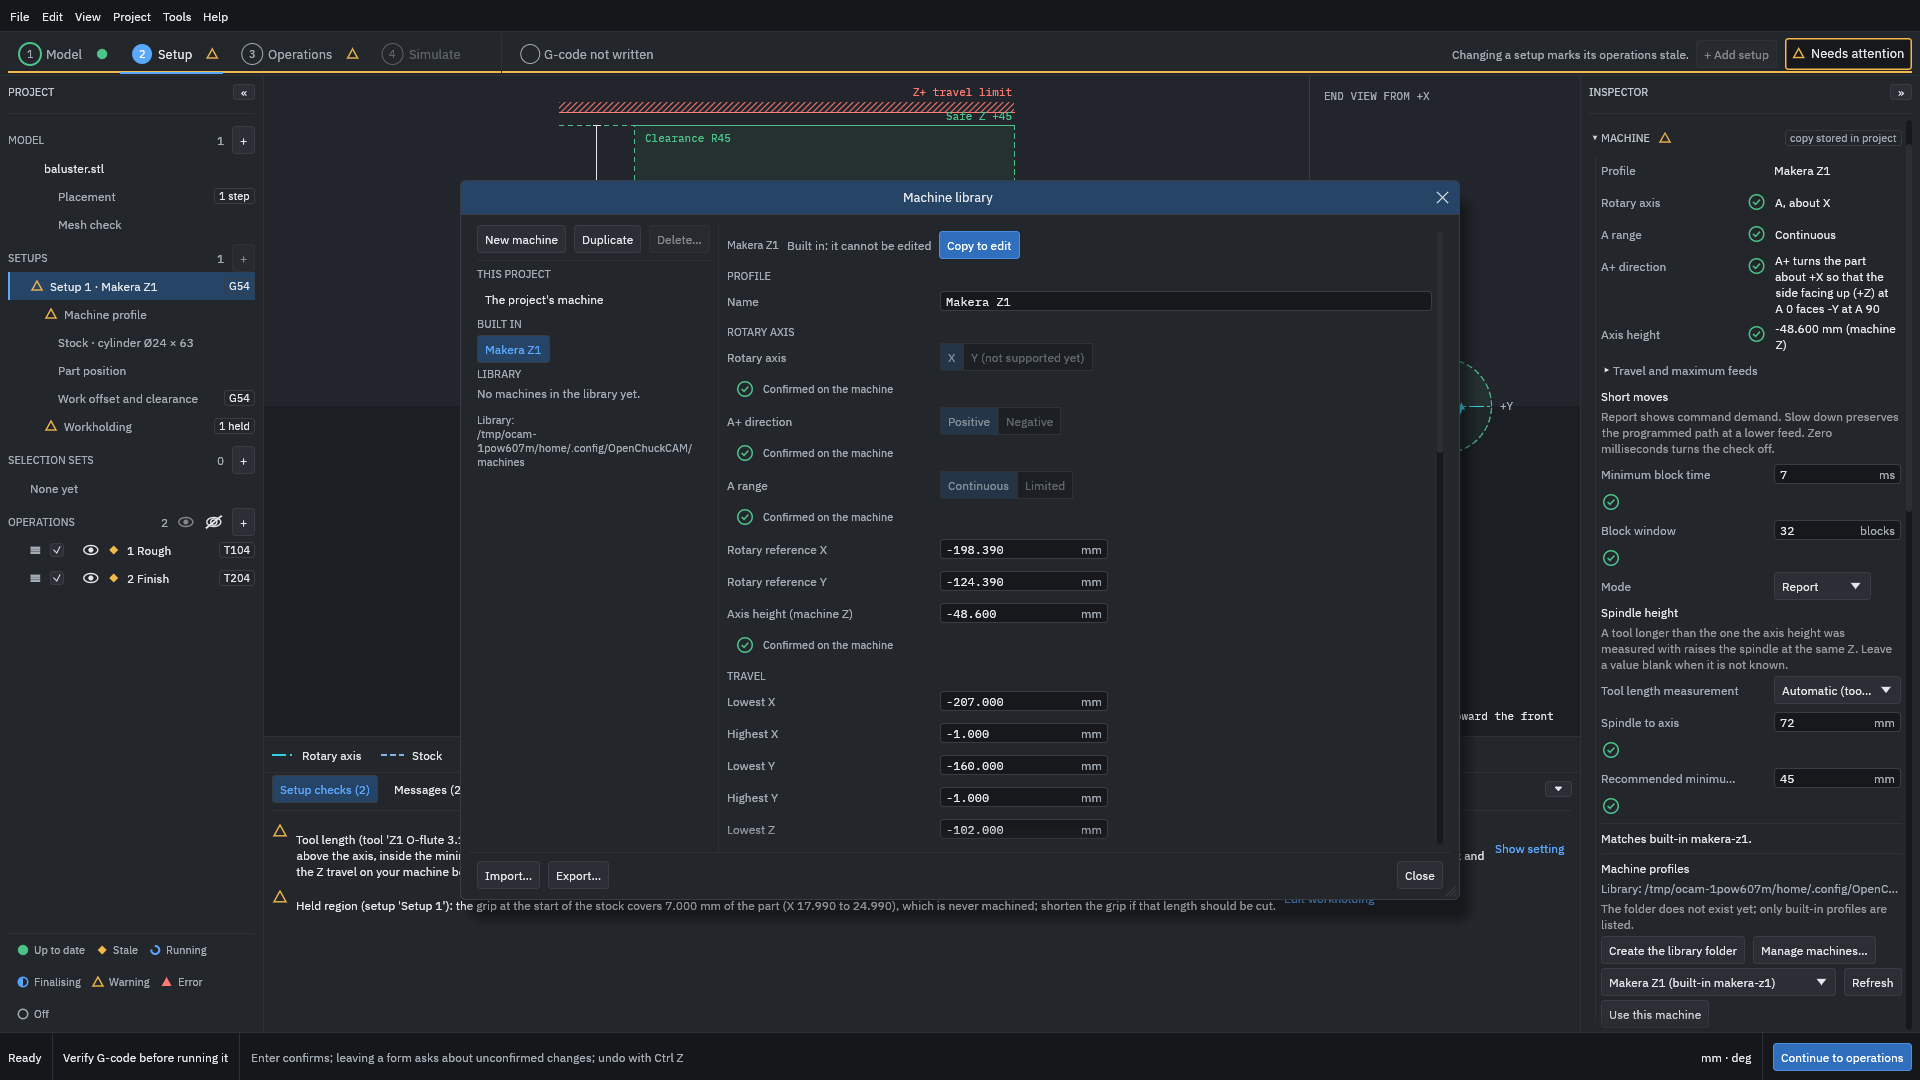 File Edit View Project Tools Help
1 Model 2 Setup 3 Operations 4 Simulate G-code not written Changing a setup marks its operations stale. + Add setup Needs attention
PROJECT «
MODEL 1 +
baluster.stl
Placement 1 step
Mesh check
SETUPS 1 +
Setup 1 · Makera Z1 G54
Machine profile
Stock · cylinder Ø24 × 63
Part position
Work offset and clearance G54
Workholding 1 held
SELECTION SETS 0 +
None yet
OPERATIONS 2 +
1 Rough T104
2 Finish T204
Up to date Stale Running
Finalising Warning Error
Off
Z+ travel limit
Safe Z +45
Clearance R45
END VIEW FROM +X
+Y
ward the front
Rotary axis Stock
Setup checks (2) Messages (2
Tool length (tool 'Z1 O-flute 3.
above the axis, inside the mini
the Z travel on your machine b
and
Show setting
Held region (setup 'Setup 1'): the grip at the start of the stock covers 7.000 mm of the part (X 17.990 to 24.990), which is never machined; shorten the grip if that length should be cut. Edit workholding
Machine library
New machine Duplicate Delete...
THIS PROJECT
The project's machine
BUILT IN
Makera Z1
LIBRARY
No machines in the library yet.
Library:
/tmp/ocam-
1pow607m/home/.config/OpenChuckCAM/
machines
Makera Z1 Built in: it cannot be edited Copy to edit
PROFILE
Name Makera Z1
ROTARY AXIS
Rotary axis X Y (not supported yet)
Confirmed on the machine
A+ direction Positive Negative
Confirmed on the machine
A range Continuous Limited
Confirmed on the machine
Rotary reference X -198.390 mm
Rotary reference Y -124.390 mm
Axis height (machine Z) -48.600 mm
Confirmed on the machine
TRAVEL
Lowest X -207.000 mm
Highest X -1.000 mm
Lowest Y -160.000 mm
Highest Y -1.000 mm
Lowest Z -102.000 mm
Import... Export... Close
INSPECTOR »
MACHINE copy stored in project
Profile Makera Z1
Rotary axis A, about X
A range Continuous
A+ direction A+ turns the part
about +X so that the
side facing up (+Z) at
A 0 faces -Y at A 90
Axis height -48.600 mm (machine
Z)
Travel and maximum feeds
Short moves
Report shows command demand. Slow down preserves
the programmed path at a lower feed. Zero
milliseconds turns the check off.
Minimum block time 7 ms
Block window 32 blocks
Mode Report
Spindle height
A tool longer than the one the axis height was
measured with raises the spindle at the same Z. Leave
a value blank when it is not known.
Tool length measurement Automatic (too...
Spindle to axis 72 mm
Recommended minimu... 45 mm
Matches built-in makera-z1.
Machine profiles
Library: /tmp/ocam-1pow607m/home/.config/OpenC...
The folder does not exist yet; only built-in profiles are
listed.
Create the library folder Manage machines...
Makera Z1 (built-in makera-z1) Refresh
Use this machine
Ready Verify G-code before running it Enter confirms; leaving a form asks about unconfirmed changes; undo with Ctrl Z mm · deg Continue to operations